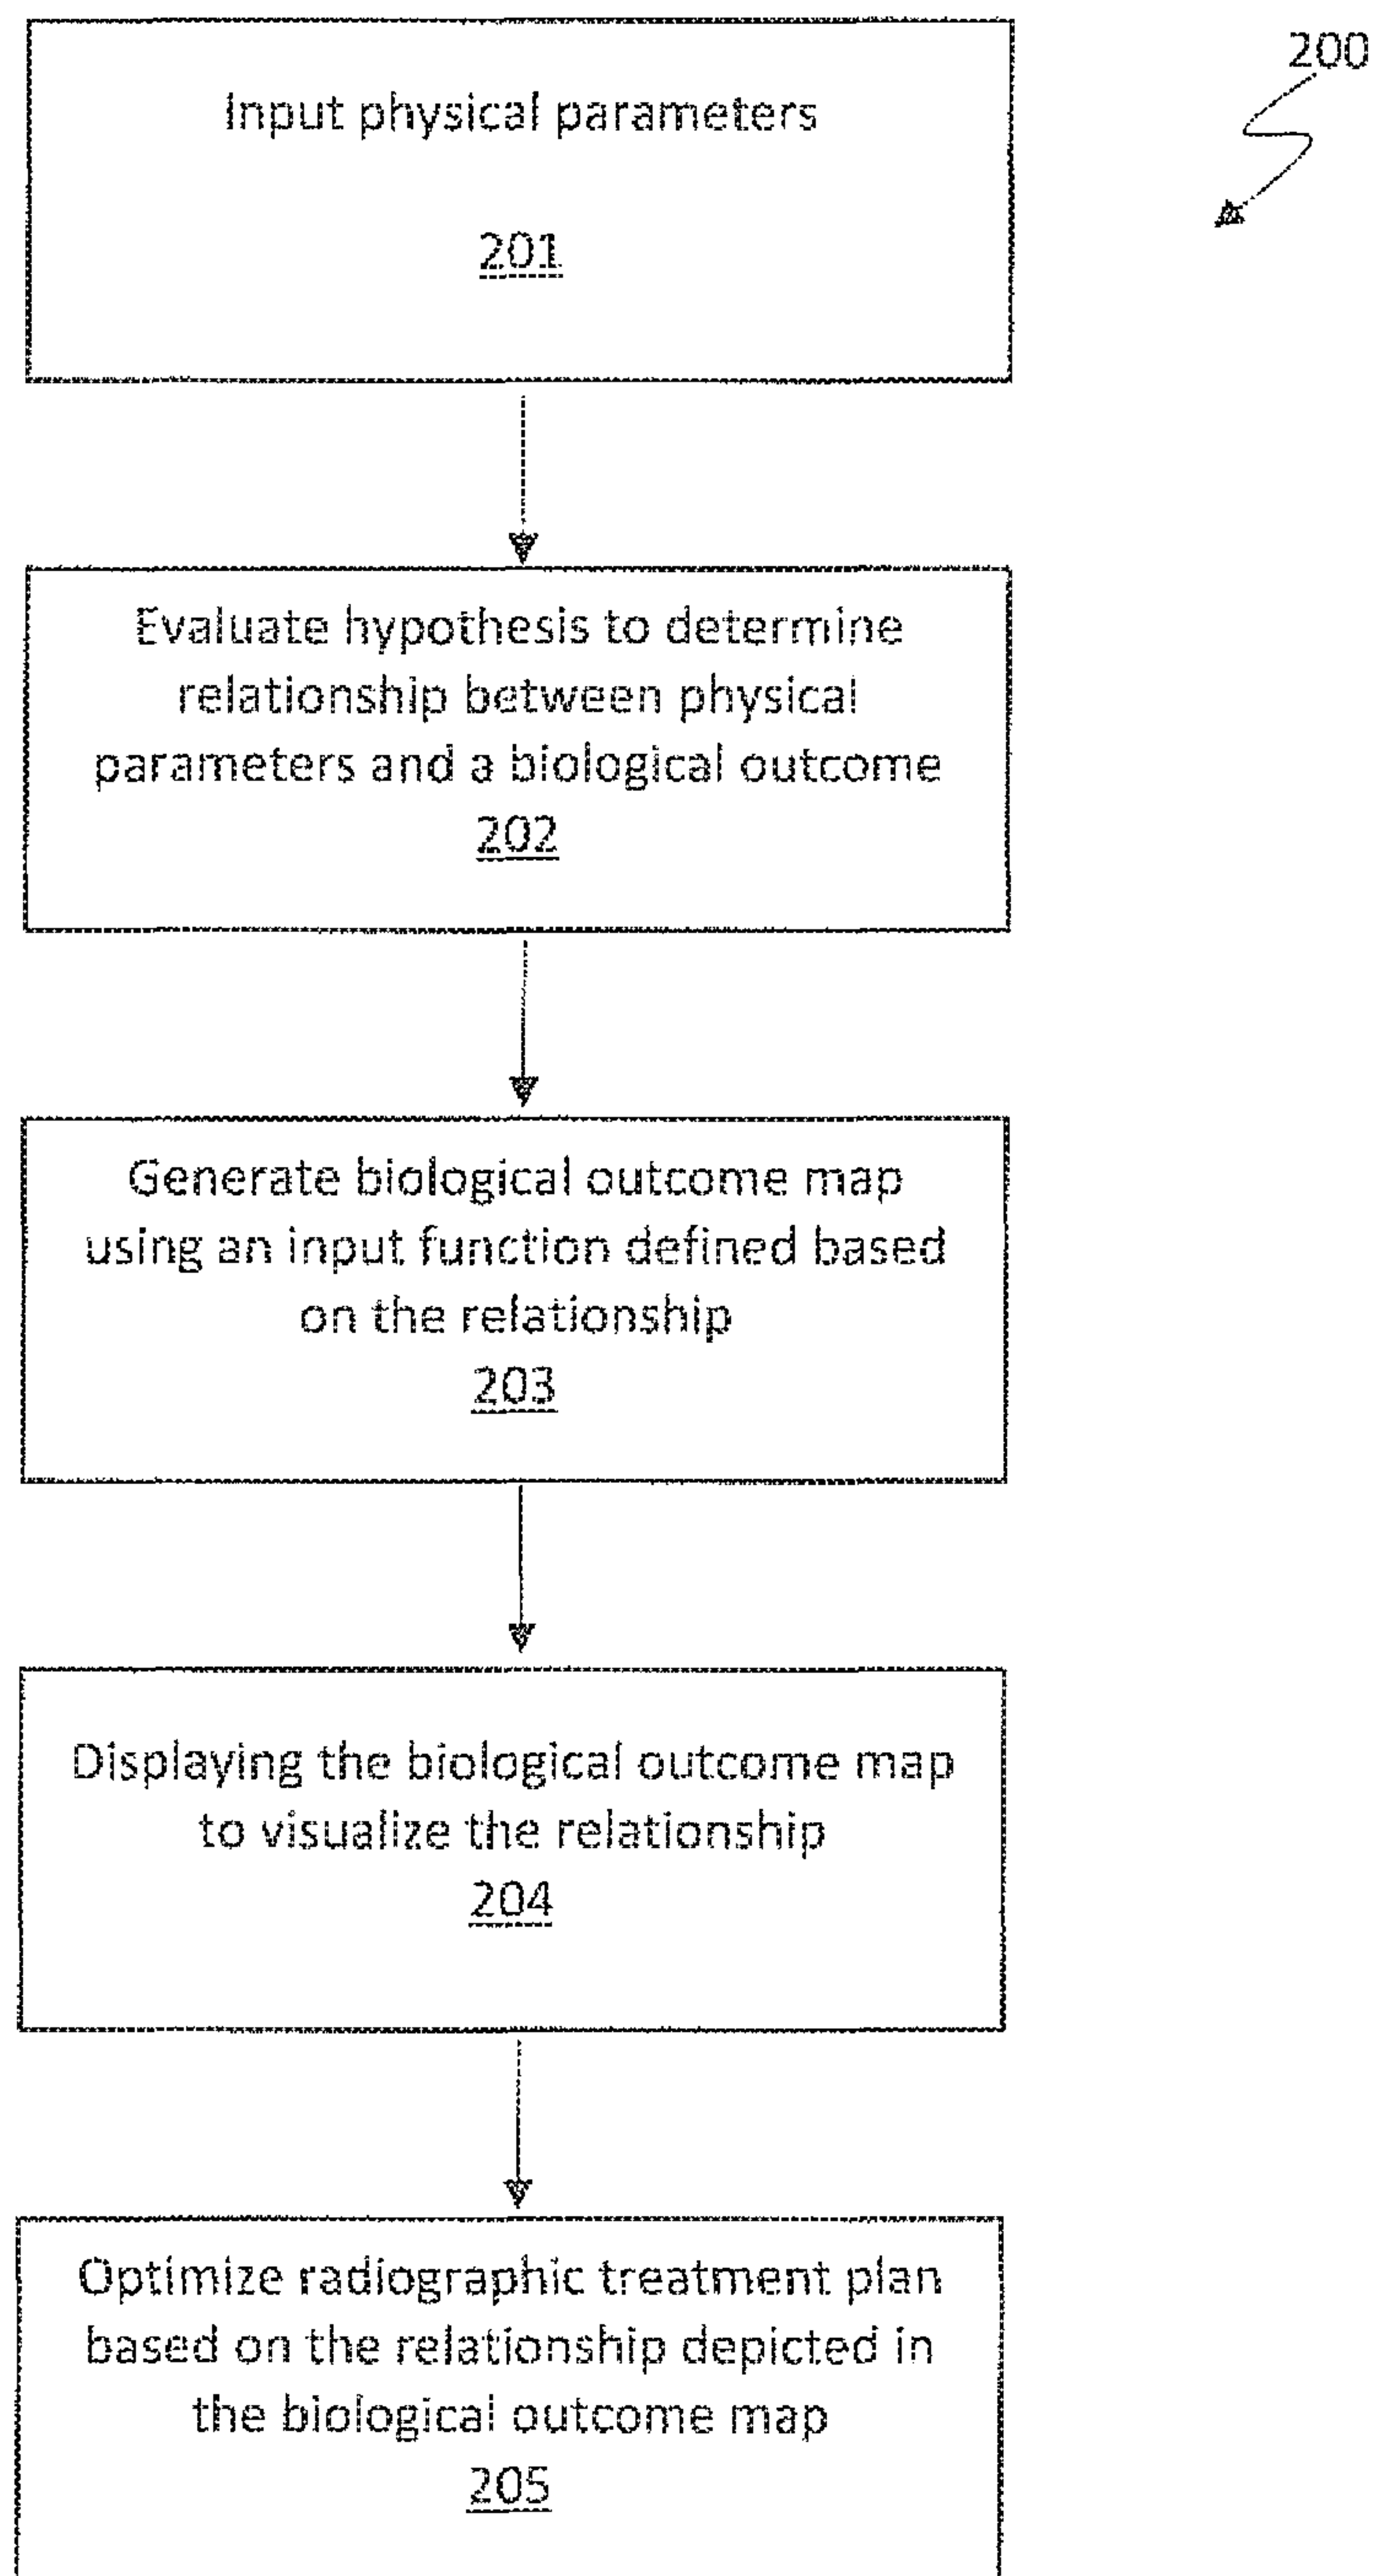 200
Input physical parameters
201
Evaluate hypothesis to determine
relationship between physical
parameters and a biological outcome
202
Generate biological outcome map
using an input function defined based
on the relationship
203
Displaying the biological outcome map
to visualize the relationship
204
Optimize radiographic treatment plan
based on the relationship depicted in
the biological outcome map
205